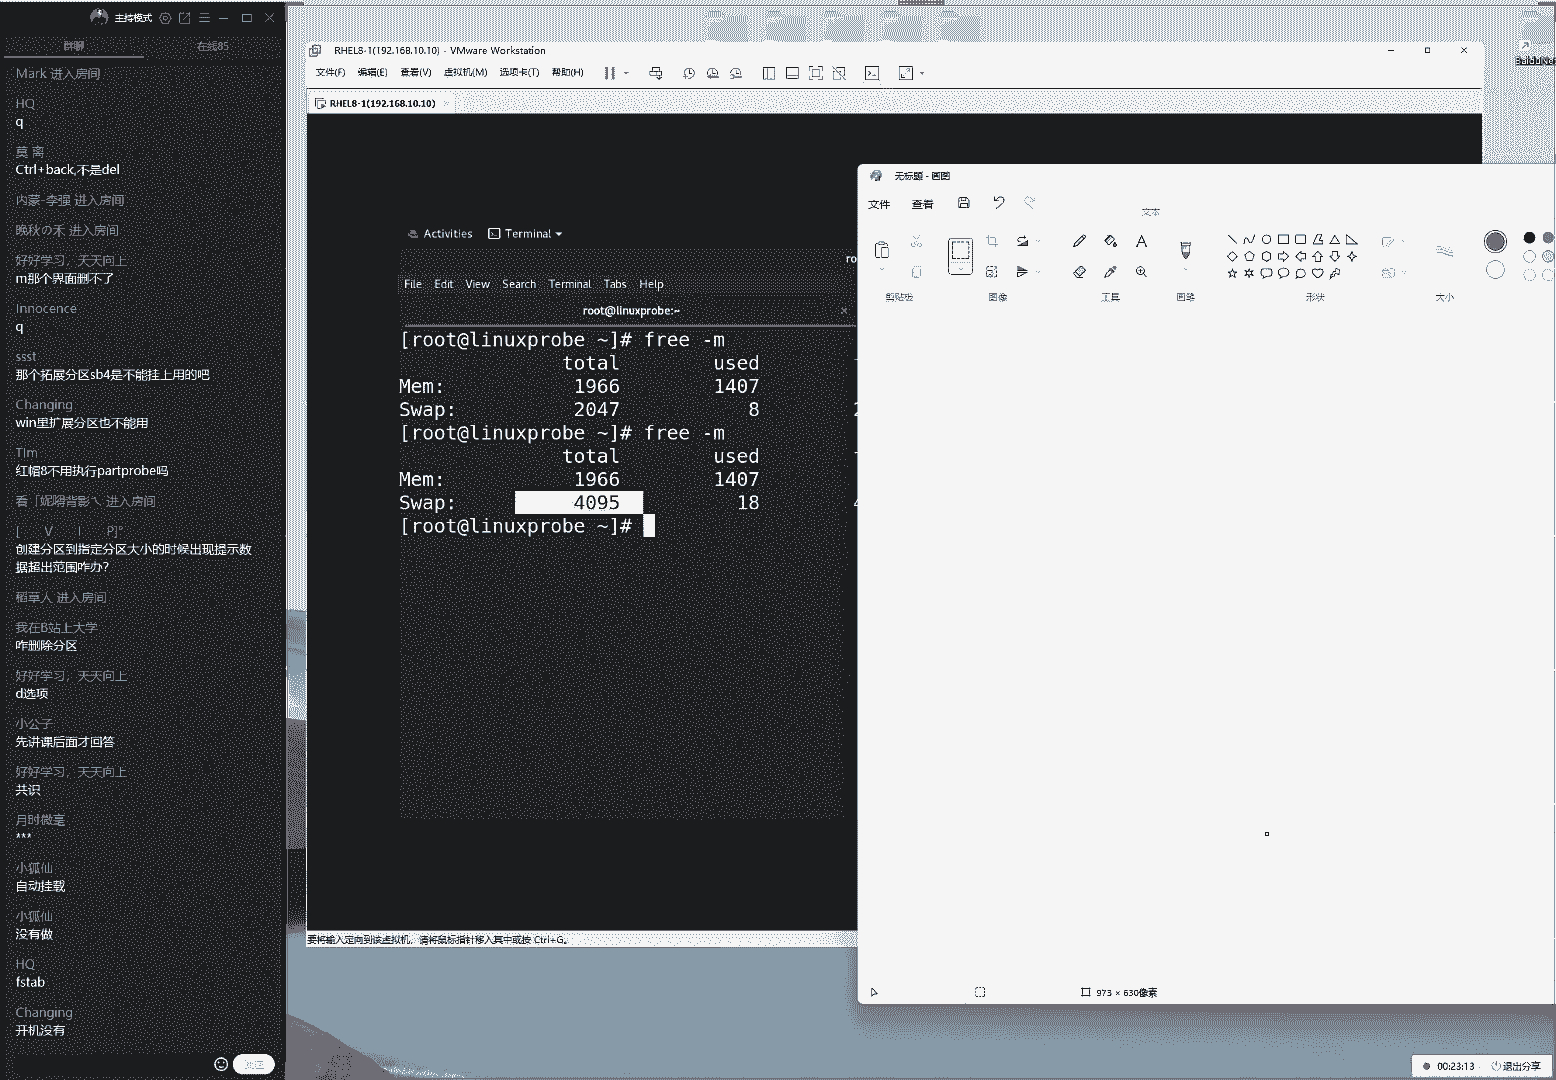 主持模式
群聊
在线85
Mark 进入房间
HQ
q
莫 离
Ctrl+back,不是del
内蒙-李强 进入房间
晚秋の禾 进入房间
好好学习，天天向上
m那个界面删不了
Innocence
q
ssst
那个拓展分区sb4是不能挂上用的吧
Changing
win里扩展分区也不能用
TIm
红帽8不用执行partprobe吗
进入房间
[ V I P]°
创建分区到指定分区大小的时候出现提示数
据超出范围咋办?
稻草人 进入房间
我在B站上大学
咋删除分区
好好学习，天天向上
d选项
小公子
先讲课后面才回答
好好学习，天天向上
共识
月时微毫
***
小狐仙
自动挂载
小狐仙
没有做
HQ
fstab
Changing
开机没有
RHEL8-1(192.168.10.10) - VMware Workstation
文件(F) 编辑(E) 查看(V) 虚拟机(M) 选项卡(T) 帮助(H)
RHEL8-1(192.168.10.10)
Activities Terminal
ro
File Edit View Search Terminal Tabs Help
root@linuxprobe:~
[root@linuxprobe ~]# free -m
total used
Mem: 1966 1407
Swap: 2047 8 2
[root@linuxprobe ~]# free -m
total used
Mem: 1966 1407
Swap: 4095 18 4
[root@linuxprobe ~]#
要将输入定向到该虚拟机，请将鼠标指针移入其中或按 Ctrl+G。
无标题 - 画图
文件 查看
文本
剪贴板 图像 工具 画笔 形状 大小
973 × 630像素
00:23:13 退出分享